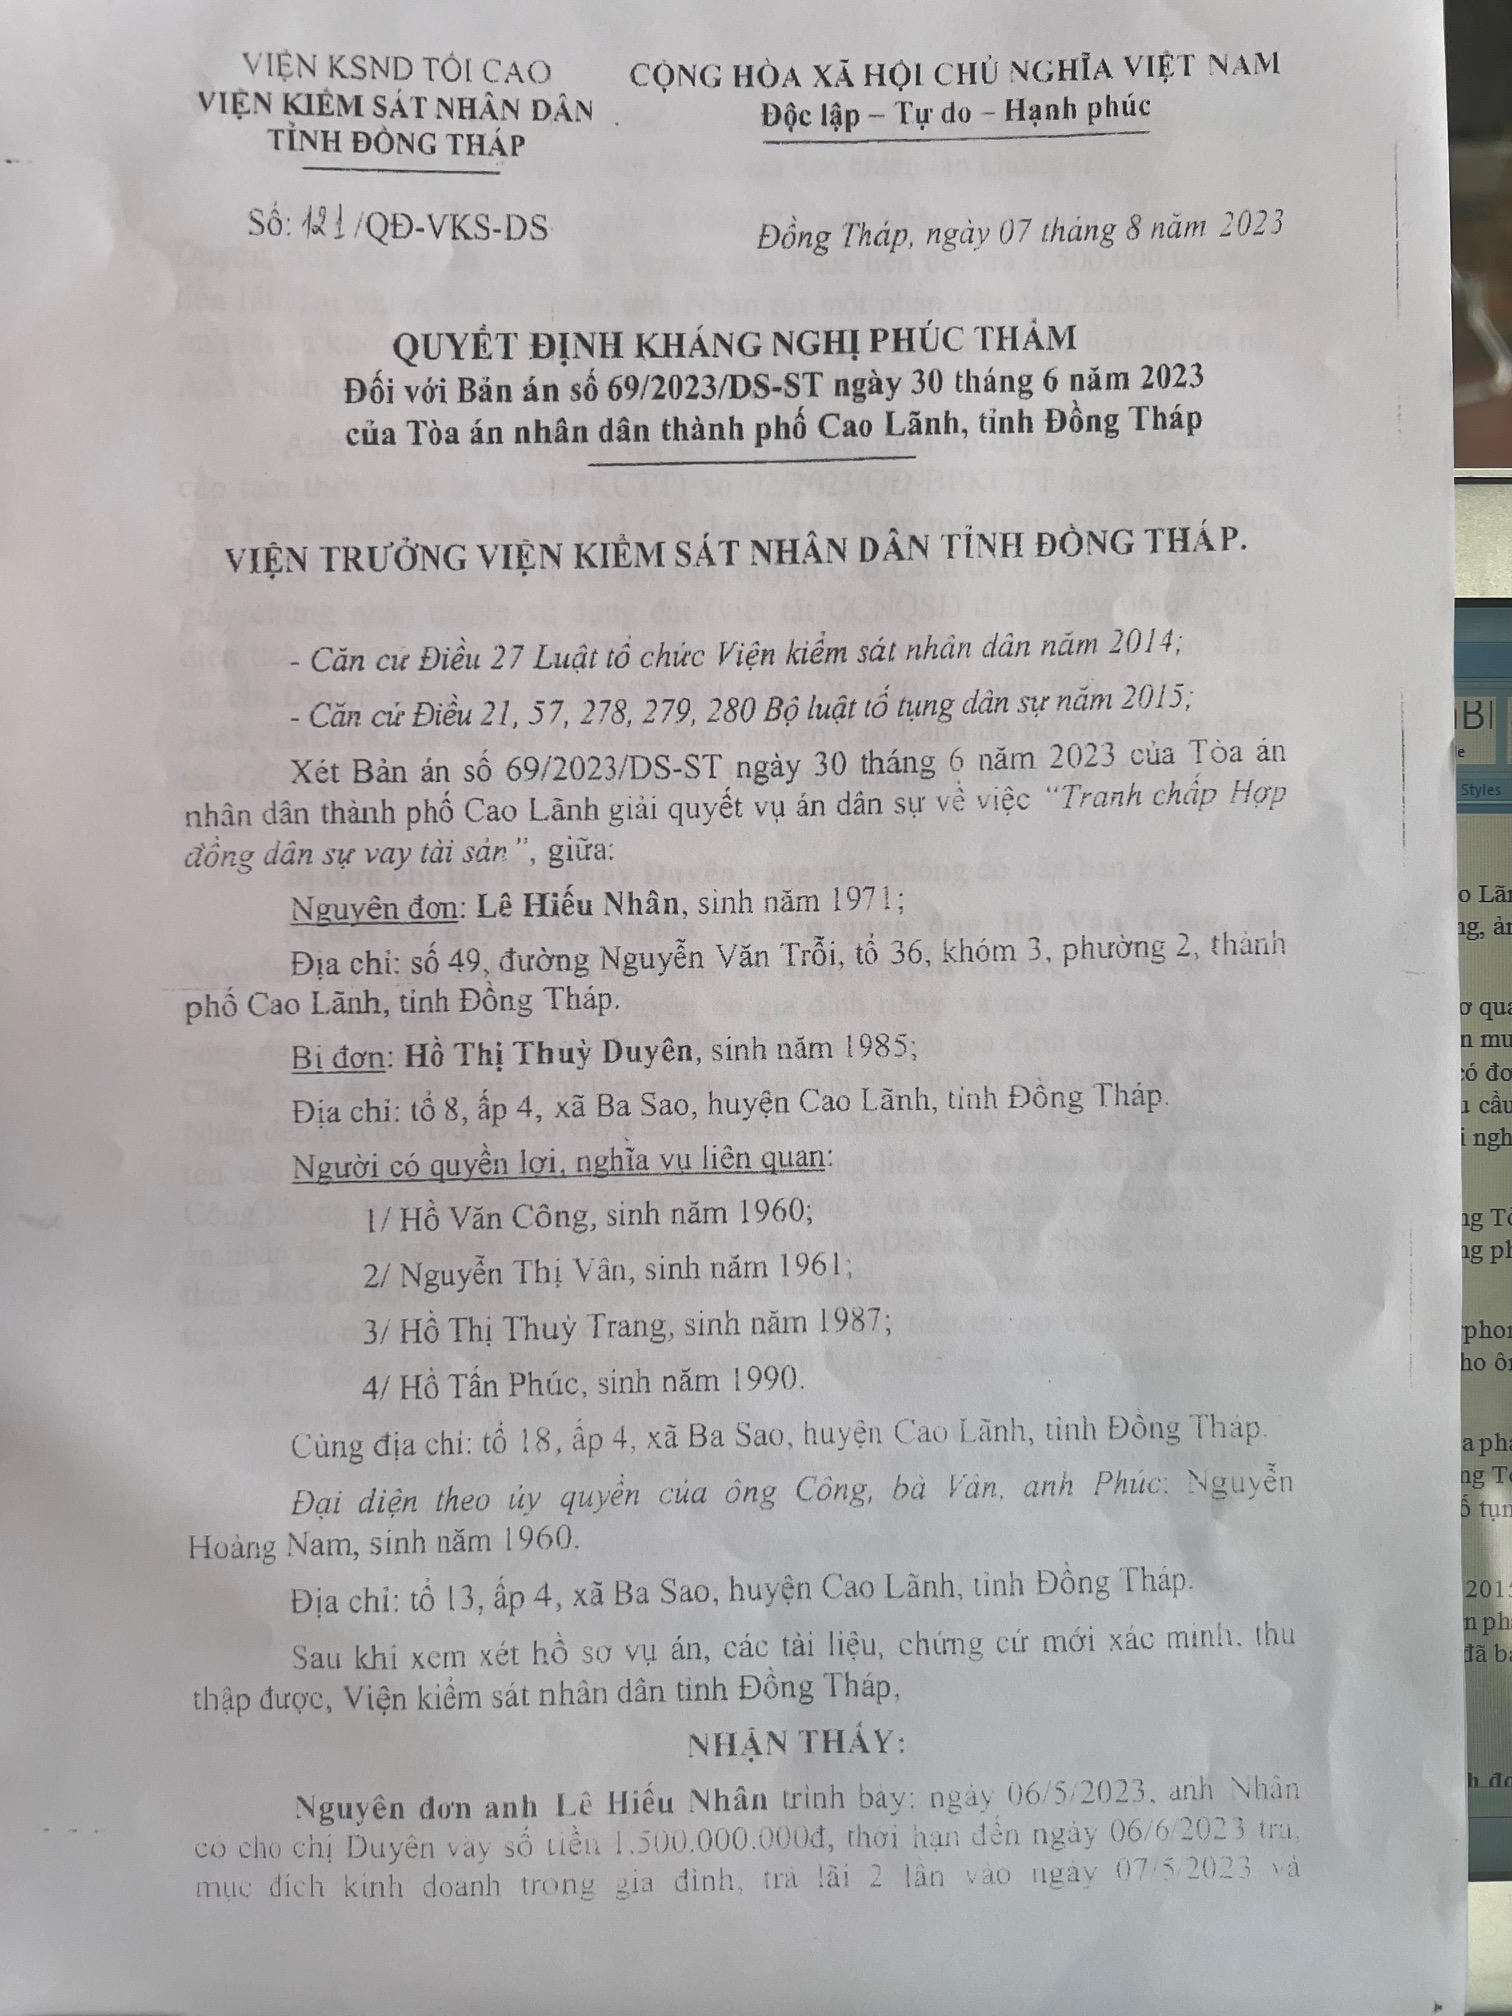 VIỆN KSND TỐI CAO
VIỆN KIỂM SÁT NHÂN DÂN
TỈNH ĐỒNG THÁP
CỘNG HÒA XÃ HỘI CHỦ NGHĨA VIỆT NAM
Độc lập – Tự do – Hạnh phúc
Số: 121/QĐ-VKS-DS
Đồng Tháp, ngày 07 tháng 8 năm 2023
QUYẾT ĐỊNH KHÁNG NGHỊ PHÚC THẨM
Đối với Bản án số 69/2023/DS-ST ngày 30 tháng 6 năm 2023
của Tòa án nhân dân thành phố Cao Lãnh, tỉnh Đồng Tháp
VIỆN TRƯỞNG VIỆN KIỂM SÁT NHÂN DÂN TỈNH ĐỒNG THÁP.
- Căn cứ Điều 27 Luật tổ chức Viện kiểm sát nhân dân năm 2014;
- Căn cứ Điều 21, 57, 278, 279, 280 Bộ luật tố tụng dân sự năm 2015;
Xét Bản án số 69/2023/DS-ST ngày 30 tháng 6 năm 2023 của Tòa án
nhân dân thành phố Cao Lãnh giải quyết vụ án dân sự về việc “Tranh chấp Hợp
đồng dân sự vay tài sản”, giữa:
Nguyên đơn: Lê Hiếu Nhân, sinh năm 1971;
Địa chỉ: số 49, đường Nguyễn Văn Trỗi, tổ 36, khóm 3, phường 2, thành
phố Cao Lãnh, tỉnh Đồng Tháp.
Bị đơn: Hồ Thị Thuỳ Duyên, sinh năm 1985;
Địa chỉ: tổ 8, ấp 4, xã Ba Sao, huyện Cao Lãnh, tỉnh Đồng Tháp.
Người có quyền lợi, nghĩa vụ liên quan:
1/ Hồ Văn Công, sinh năm 1960;
2/ Nguyễn Thị Vân, sinh năm 1961;
3/ Hồ Thị Thuỳ Trang, sinh năm 1987;
4/ Hồ Tấn Phúc, sinh năm 1990.
Cùng địa chỉ: tổ 18, ấp 4, xã Ba Sao, huyện Cao Lãnh, tỉnh Đồng Tháp.
Đại diện theo ủy quyền của ông Công, bà Vân, anh Phúc: Nguyễn
Hoàng Nam, sinh năm 1960.
Địa chỉ: tổ 13, ấp 4, xã Ba Sao, huyện Cao Lãnh, tỉnh Đồng Tháp.
Sau khi xem xét hồ sơ vụ án, các tài liệu, chứng cứ mới xác minh, thu
thập được, Viện kiểm sát nhân dân tỉnh Đồng Tháp,
NHẬN THẤY:
Nguyên đơn anh Lê Hiếu Nhân trình bày: ngày 06/5/2023, anh Nhân
có cho chị Duyên vay số tiền 1.500.000.000đ, thời hạn đến ngày 06/6/2023 trả,
mục đích kinh doanh trong gia đình, trả lãi 2 lần vào ngày 07/5/2023 và
Styles